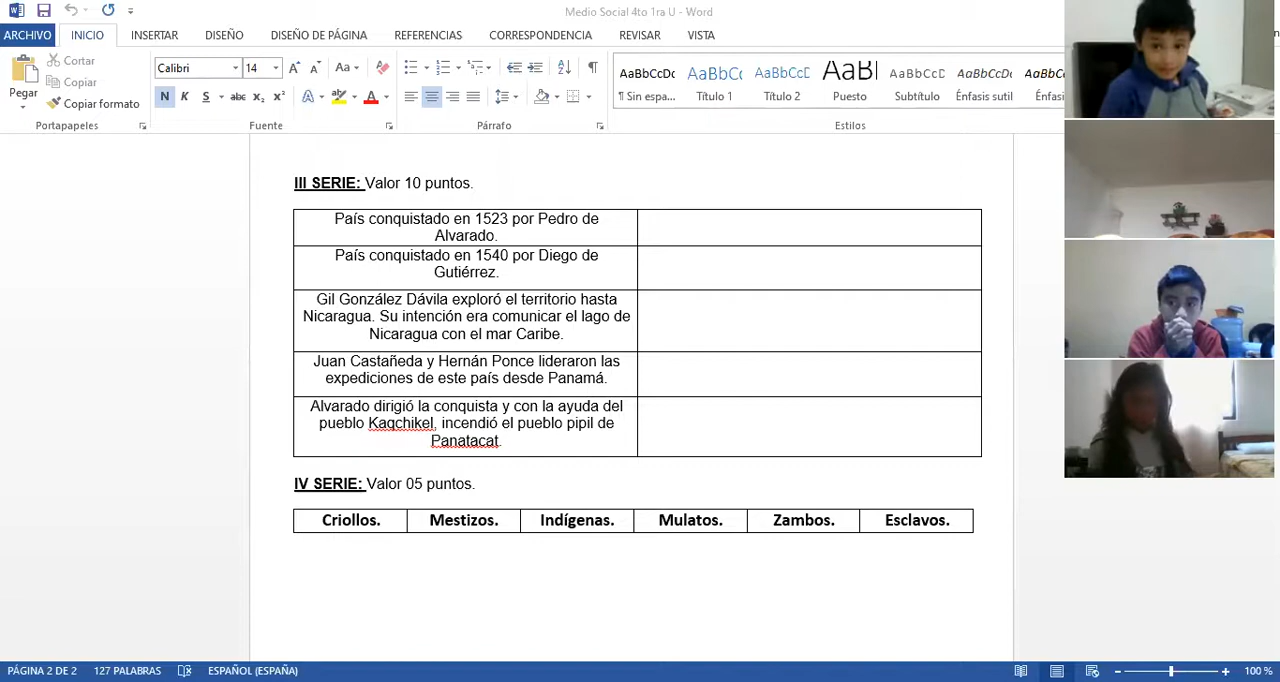 Medio Social 4to 1ra U - Word
ARCHIVO INICIO INSERTAR DISEÑO DISEÑO DE PÁGINA REFERENCIAS CORRESPONDENCIA REVISAR VISTA
Pegar
Cortar
Copiar
Copiar formato
Portapapeles
Calibri 14
N K S abc x₂ x²
Fuente
Párrafo
AaBbCcDc AaBbCc AaBbCcD AaBl AaBbCcD AaBbCcDc AaBbCc
¶ Sin espa... Título 1 Título 2 Puesto Subtítulo Énfasis sutil Énfasi
Estilos
III SERIE: Valor 10 puntos.
País conquistado en 1523 por Pedro de
Alvarado.
País conquistado en 1540 por Diego de
Gutiérrez.
Gil González Dávila exploró el territorio hasta
Nicaragua. Su intención era comunicar el lago de
Nicaragua con el mar Caribe.
Juan Castañeda y Hernán Ponce lideraron las
expediciones de este país desde Panamá.
Alvarado dirigió la conquista y con la ayuda del
pueblo Kaqchikel, incendió el pueblo pipil de
Panatacat.
IV SERIE: Valor 05 puntos.
Criollos. Mestizos. Indígenas. Mulatos. Zambos. Esclavos.
PÁGINA 2 DE 2 127 PALABRAS ESPAÑOL (ESPAÑA) 100 %